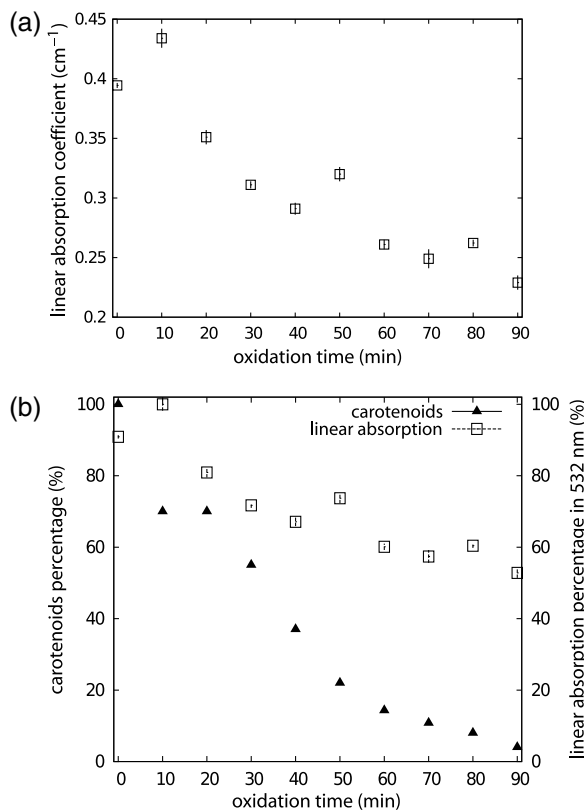 (a)
linear absorption coefficient (cm⁻¹)
0.45
0.4
0.35
0.3
0.25
0.2
0 10 20 30 40 50 60 70 80 90
oxidation time (min)
(b)
carotenoids percentage (%)
100
80
60
40
20
0
carotenoids
linear absorption
100
80
60
40
20
0
linear absorption percentage in 532 nm (%)
0 10 20 30 40 50 60 70 80 90
oxidation time (min)